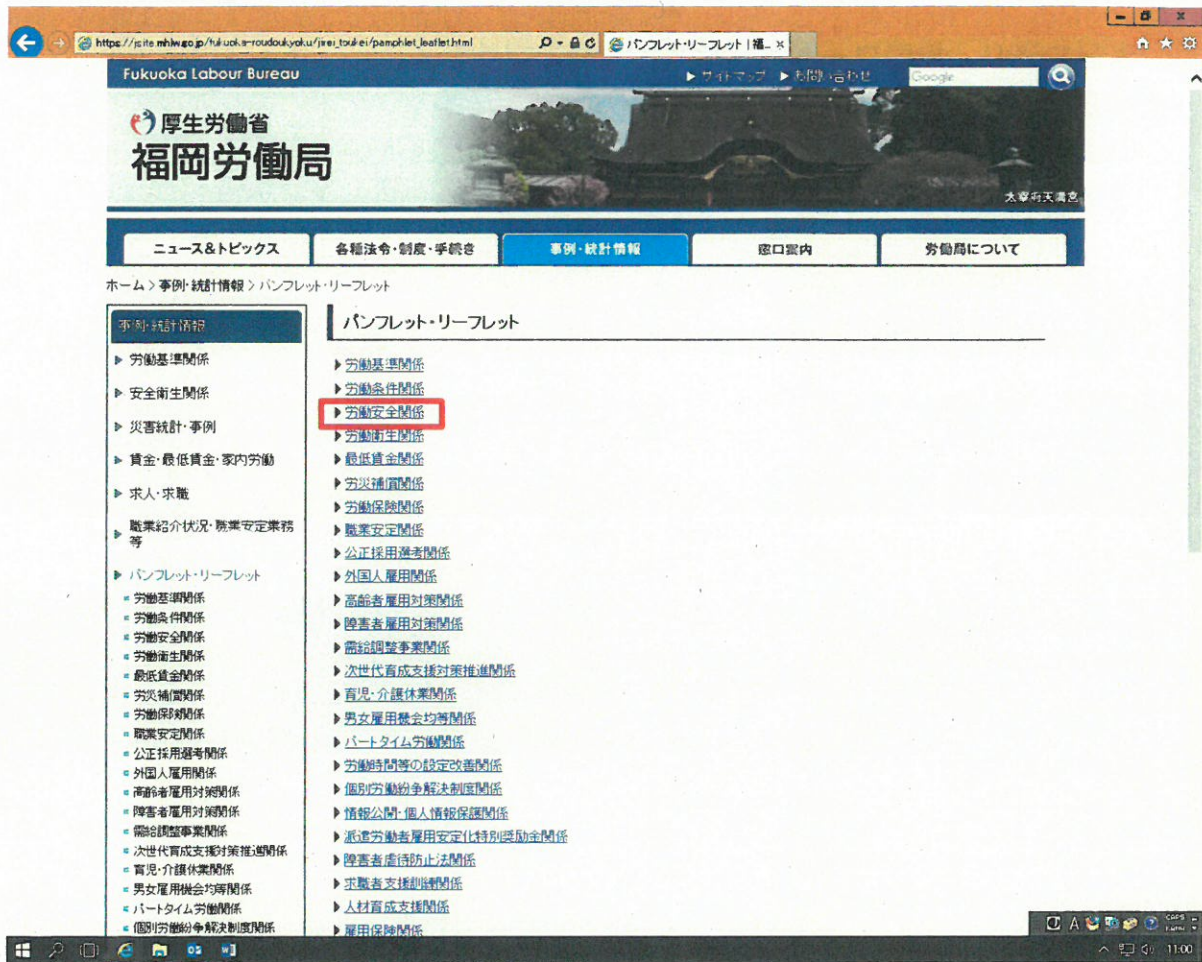 https://jsite.mhlw.go.jp/fukuoka-roudoukyoku/jirei_toukei/pamphlet_leaflet.html
パンフレット・リーフレット | 福...
Fukuoka Labour Bureau
サイトマップ
お問い合わせ
Google
厚生労働省
福岡労働局
太宰府天満宮
ニュース&トピックス
各種法令・制度・手続き
事例・統計情報
窓口案内
労働局について
ホーム > 事例・統計情報 > パンフレット・リーフレット
事例・統計情報
労働基準関係
安全衛生関係
災害統計・事例
賃金・最低賃金・家内労働
求人・求職
職業紹介状況・職業安定業務
等
パンフレット・リーフレット
労働基準関係
労働条件関係
労働安全関係
労働衛生関係
最低賃金関係
労災補償関係
労働保険関係
職業安定関係
公正採用選考関係
外国人雇用関係
高齢者雇用対策関係
障害者雇用対策関係
需給調整事業関係
次世代育成支援対策推進関係
育児・介護休業関係
男女雇用機会均等関係
パートタイム労働関係
個別労働紛争解決制度関係
パンフレット・リーフレット
労働基準関係
労働条件関係
労働安全関係
労働衛生関係
最低賃金関係
労災補償関係
労働保険関係
職業安定関係
公正採用選考関係
外国人雇用関係
高齢者雇用対策関係
障害者雇用対策関係
需給調整事業関係
次世代育成支援対策推進関係
育児・介護休業関係
男女雇用機会均等関係
パートタイム労働関係
労働時間等の設定改善関係
個別労働紛争解決制度関係
情報公開・個人情報保護関係
派遣労働者雇用安定化特別奨励金関係
障害者虐待防止法関係
求職者支援訓練関係
人材育成支援関係
雇用保険関係
A
CAPS
11:00